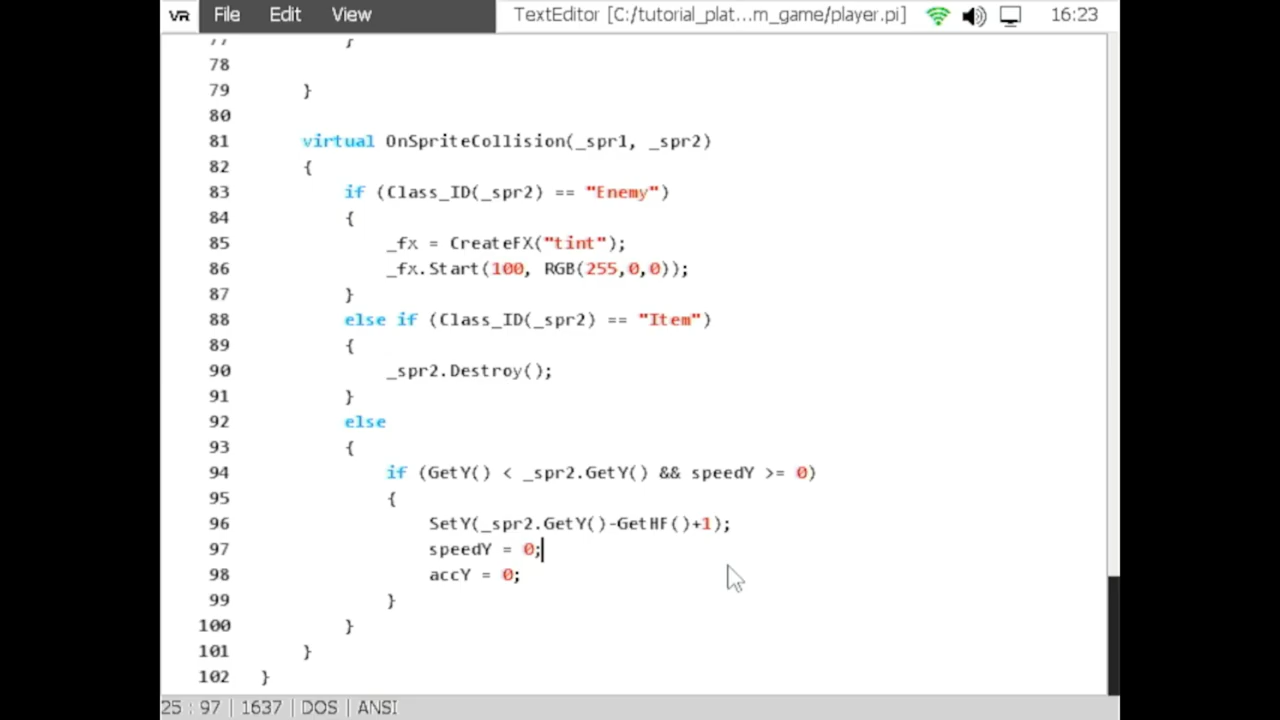 VR File Edit View TextEditor [C:/tutorial_plat...m_game/player.pi] 16:23
77 }
78
79 }
80
81 virtual OnSpriteCollision(_spr1, _spr2)
82 {
83 if (Class_ID(_spr2) == "Enemy")
84 {
85 _fx = CreateFX("tint");
86 _fx.Start(100, RGB(255,0,0));
87 }
88 else if (Class_ID(_spr2) == "Item")
89 {
90 _spr2.Destroy();
91 }
92 else
93 {
94 if (GetY() < _spr2.GetY() && speedY >= 0)
95 {
96 SetY(_spr2.GetY()-GetHF()+1);
97 speedY = 0;
98 accY = 0;
99 }
100 }
101 }
102 }
25 : 97 | 1637 | DOS | ANSI